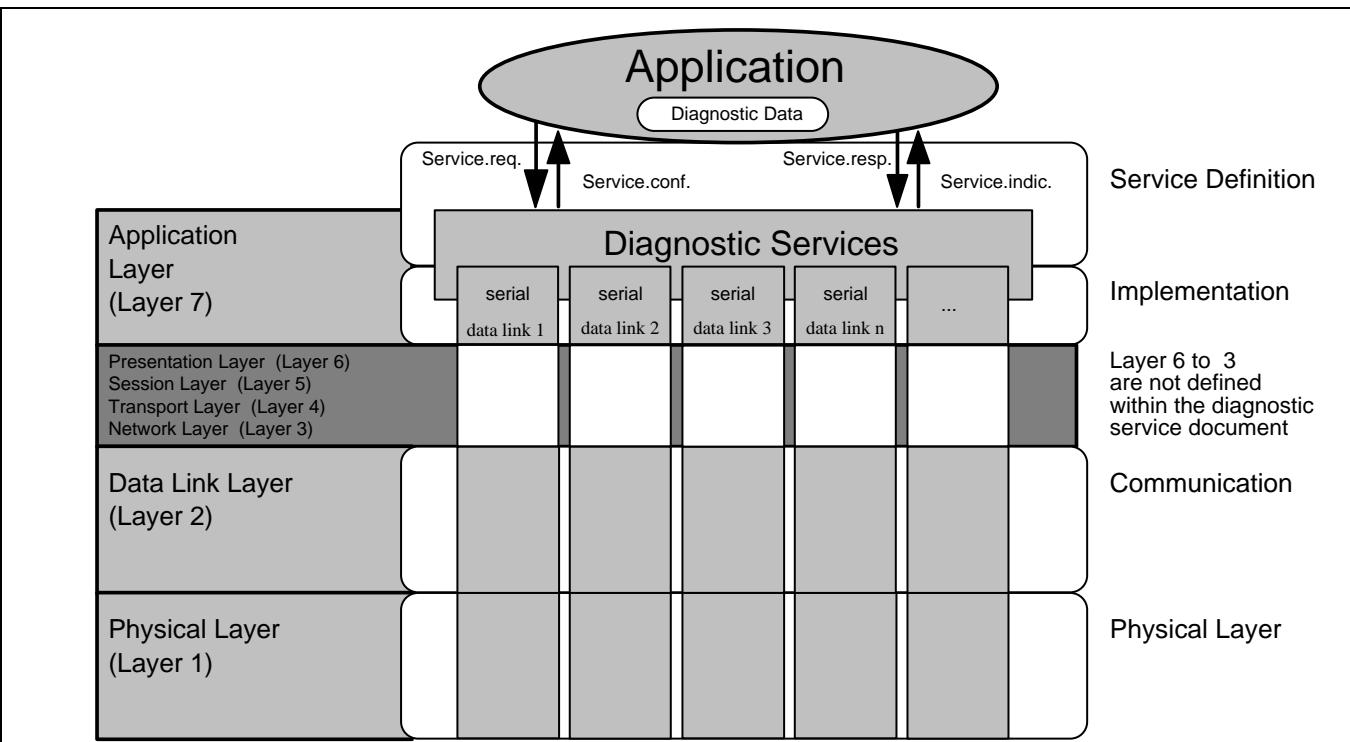 Application
Diagnostic Data
Service.req.
Service.conf.
Service.resp.
Service.indic.
Service Definition
Application
Layer
(Layer 7)
Diagnostic Services
serial
data link 1
serial
data link 2
serial
data link 3
serial
data link n
...
Implementation
Presentation Layer (Layer 6)
Session Layer (Layer 5)
Transport Layer (Layer 4)
Network Layer (Layer 3)
Layer 6 to 3
are not defined
within the diagnostic
service document
Data Link Layer
(Layer 2)
Communication
Physical Layer
(Layer 1)
Physical Layer